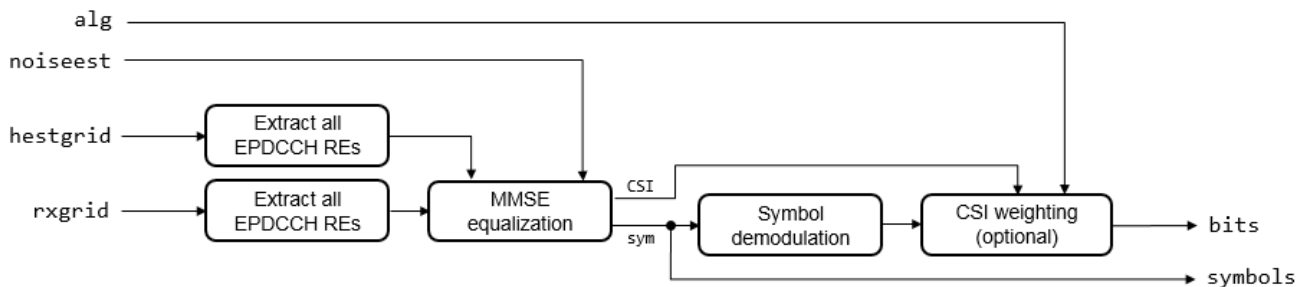 alg
noiseest
hestgrid
Extract all
EPDCCH REs
rxgrid
Extract all
EPDCCH REs
MMSE
equalization
CSI
sym
Symbol
demodulation
CSI weighting
(optional)
bits
symbols